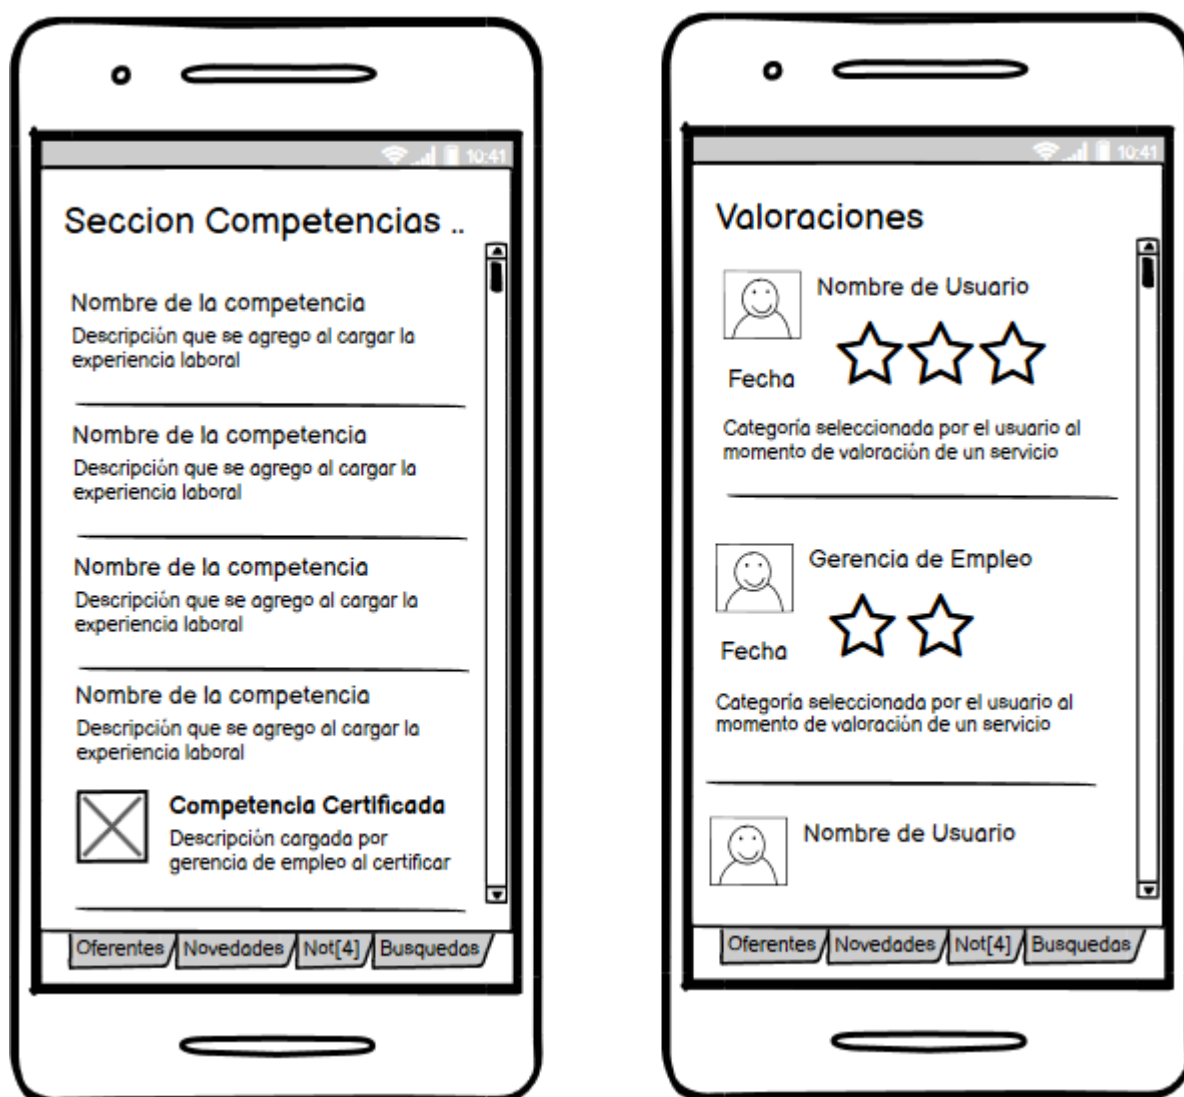 10:41
Seccion Competencias ..
Nombre de la competencia
Descripción que se agrego al cargar la
experiencia laboral
Nombre de la competencia
Descripción que se agrego al cargar la
experiencia laboral
Nombre de la competencia
Descripción que se agrego al cargar la
experiencia laboral
Nombre de la competencia
Descripción que se agrego al cargar la
experiencia laboral
Competencia Certificada
Descripción cargada por
gerencia de empleo al certificar
Oferentes Novedades Not[4] Busquedas
10:41
Valoraciones
Nombre de Usuario
Fecha
Categoría seleccionada por el usuario al
momento de valoración de un servicio
Gerencia de Empleo
Fecha
Categoría seleccionada por el usuario al
momento de valoración de un servicio
Nombre de Usuario
Oferentes Novedades Not[4] Busquedas